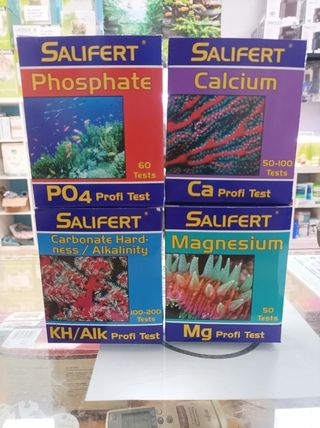 SALIFERT®
Phosphate
60
Tests
PO4 Profi Test
SALIFERT®
Calcium
50-100
Tests
Ca Profi Test
SALIFERT®
Carbonate Hard-
ness / Alkalinity
100-200
Tests
KH/Alk Profi Test
SALIFERT®
Magnesium
50
Tests
Mg Profi Test